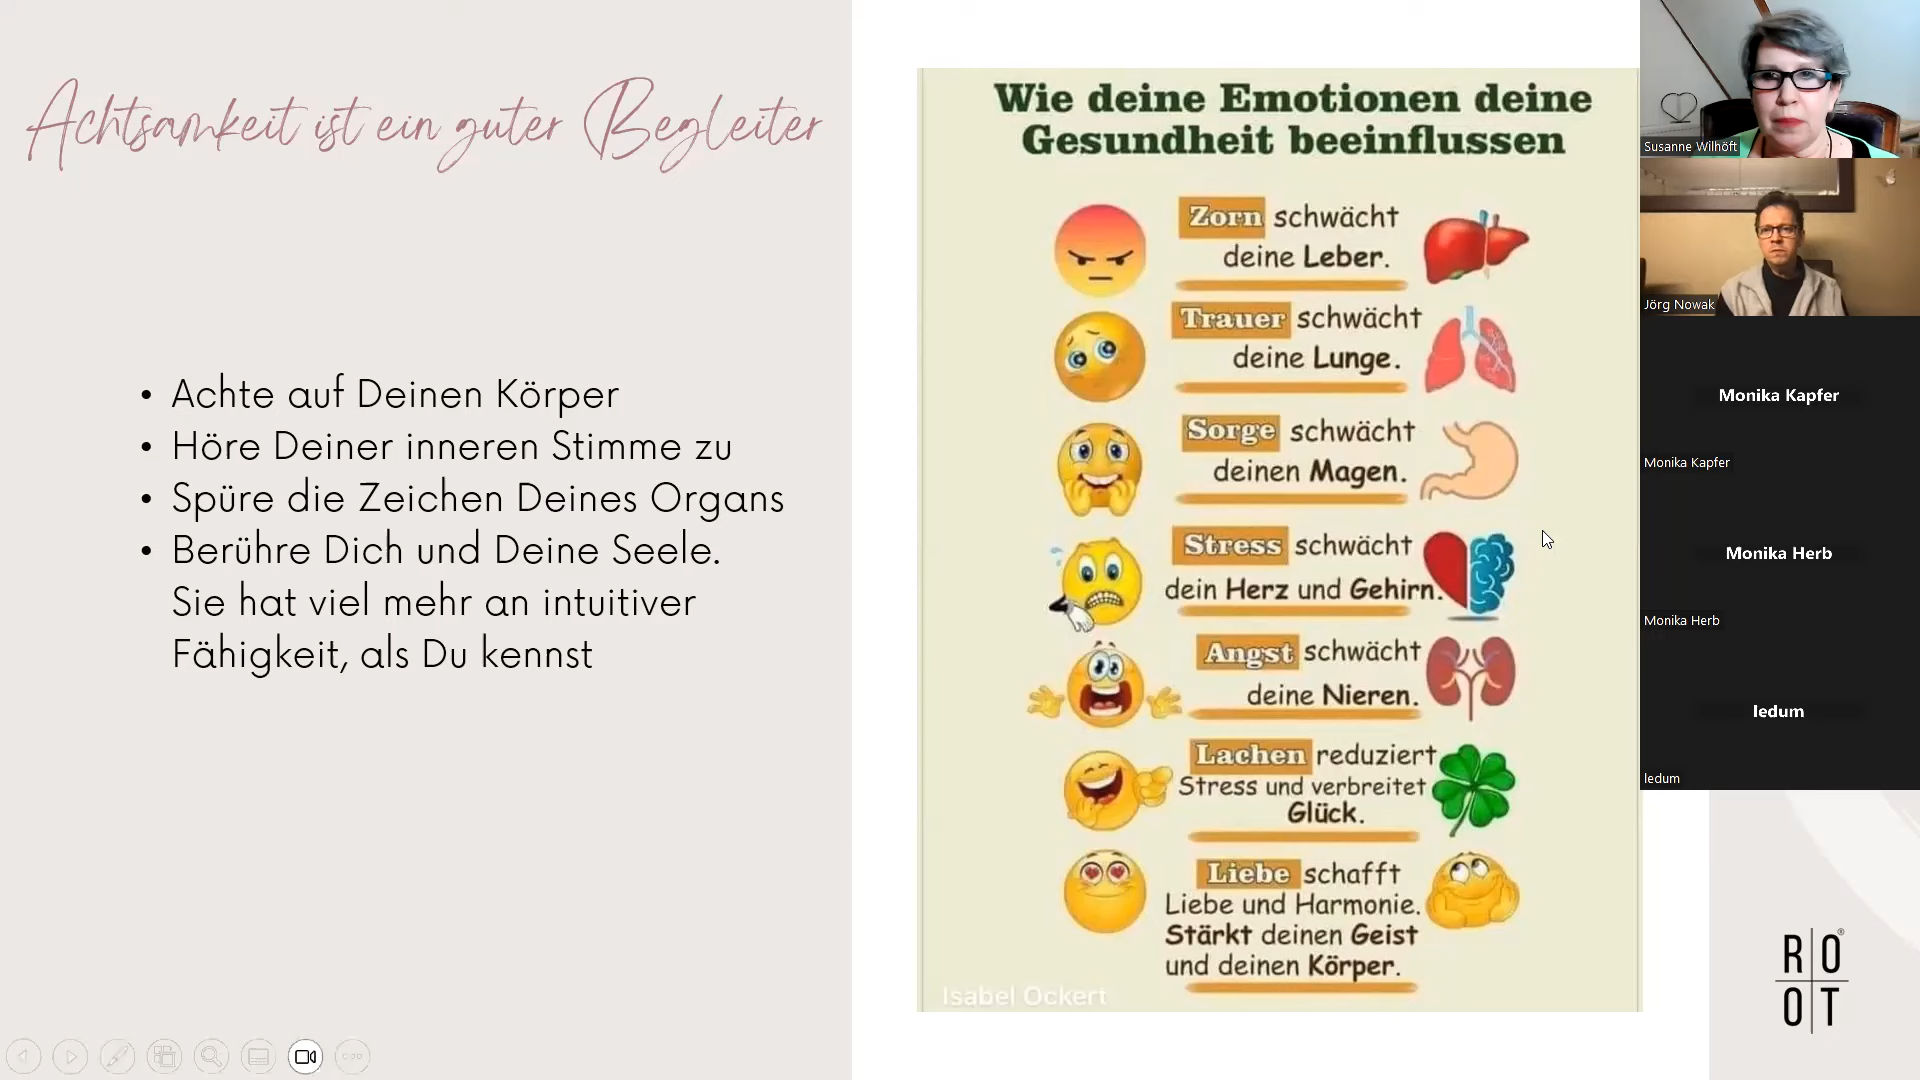 Achtsamkeit ist ein guter Begleiter
• Achte auf Deinen Körper
• Höre Deiner inneren Stimme zu
• Spüre die Zeichen Deines Organs
• Berühre Dich und Deine Seele.
Sie hat viel mehr an intuitiver
Fähigkeit, als Du kennst
Wie deine Emotionen deine
Gesundheit beeinflussen
Zorn schwächt
deine Leber.
Trauer schwächt
deine Lunge.
Sorge schwächt
deinen Magen.
Stress schwächt
dein Herz und Gehirn.
Angst schwächt
deine Nieren.
Lachen reduziert
Stress und verbreitet
Glück.
Liebe schafft
Liebe und Harmonie.
Stärkt deinen Geist
und deinen Körper.
Isabel Ockert
Susanne Wilhöft
Jörg Nowak
Monika Kapfer
Monika Kapfer
Monika Herb
Monika Herb
ledum
ledum
RO®
OT